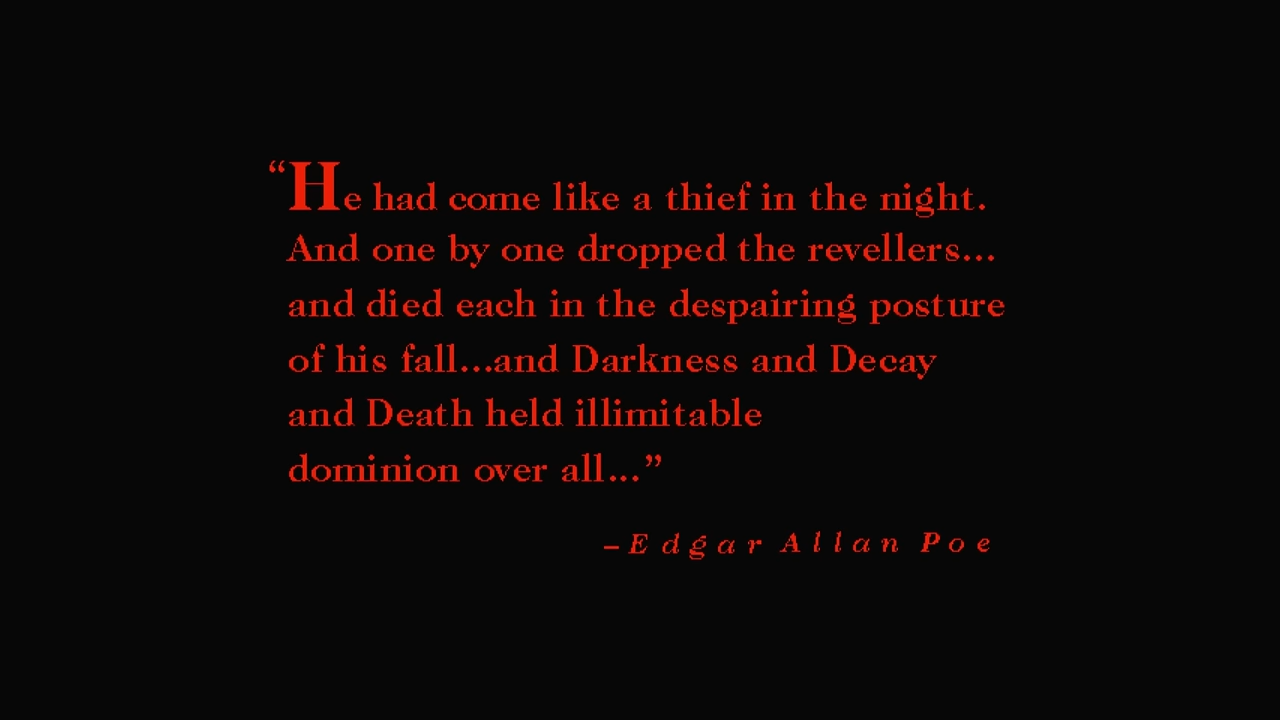 “He had come like a thief in the night.
And one by one dropped the revellers...
and died each in the despairing posture
of his fall...and Darkness and Decay
and Death held illimitable
dominion over all...”
–Edgar Allan Poe